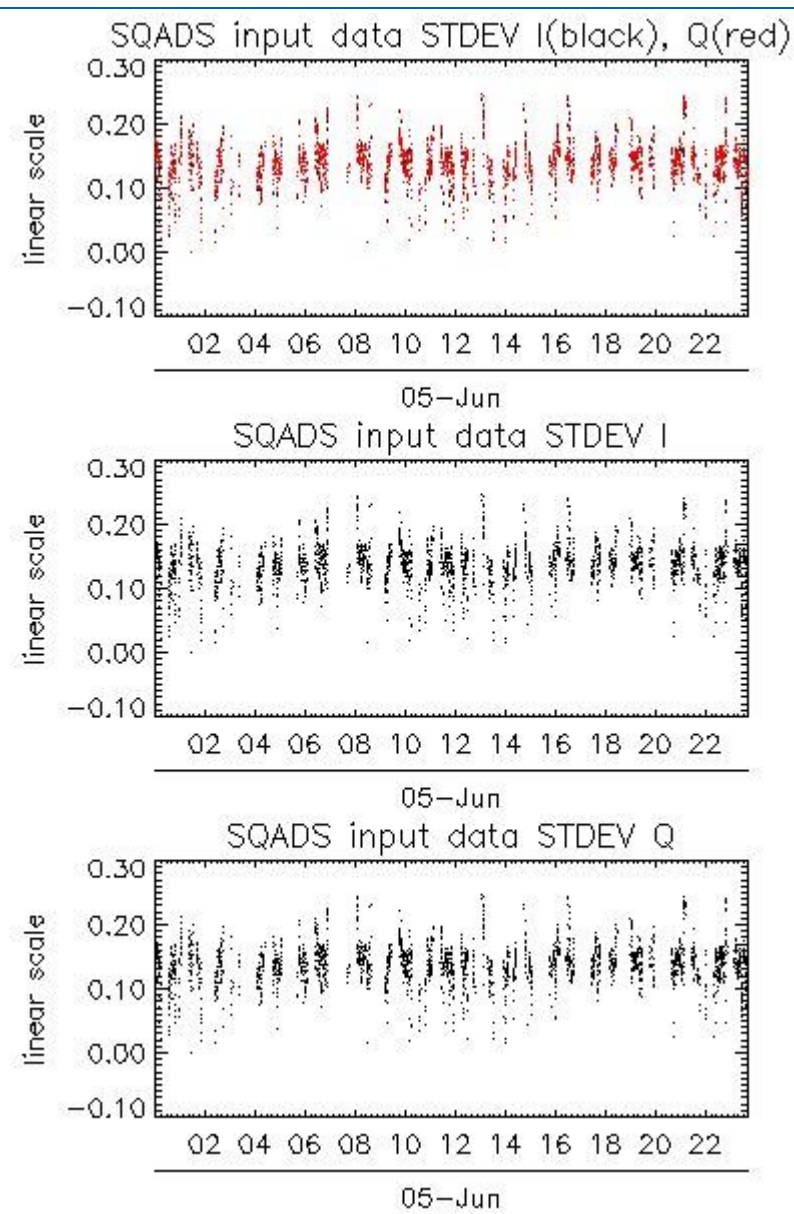 SQADS input data STDEV I(black), Q(red)
0.30
0.20
0.10
0.00
-0.10
linear scale
02 04 06 08 10 12 14 16 18 20 22
05-Jun
SQADS input data STDEV I
0.30
0.20
0.10
0.00
-0.10
linear scale
02 04 06 08 10 12 14 16 18 20 22
05-Jun
SQADS input data STDEV Q
0.30
0.20
0.10
0.00
-0.10
linear scale
02 04 06 08 10 12 14 16 18 20 22
05-Jun